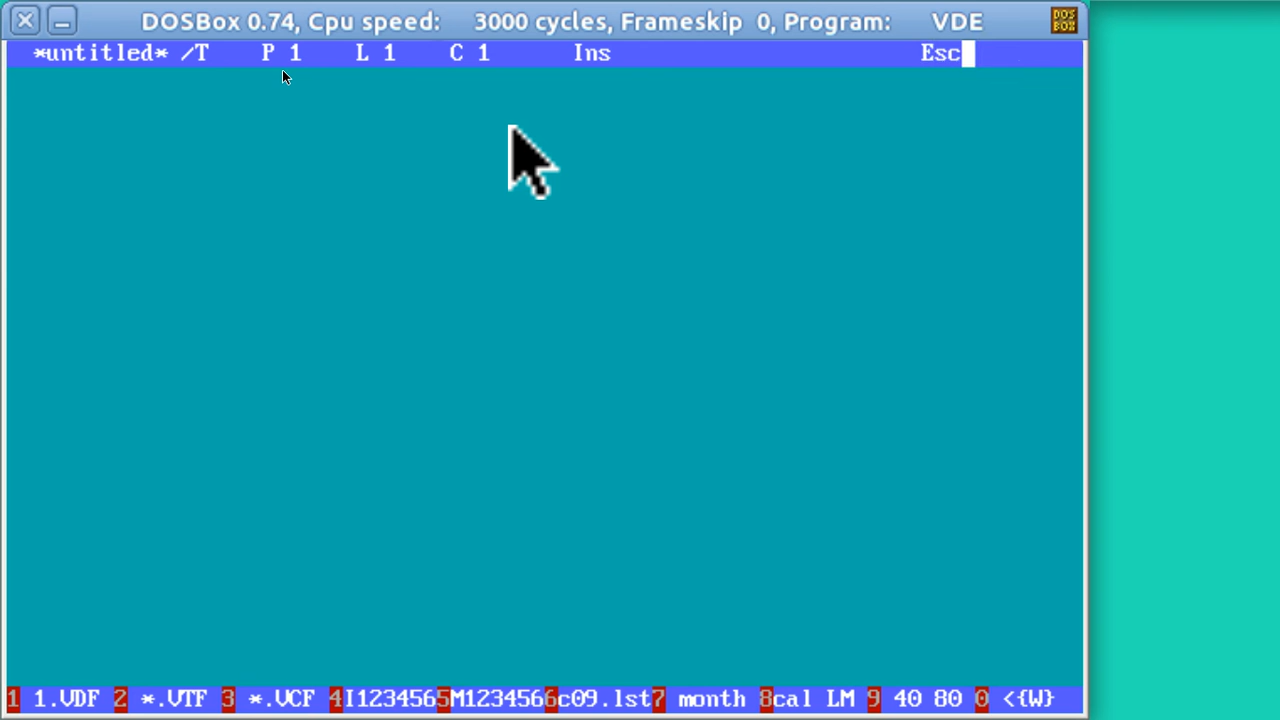 DOSBox 0.74, Cpu speed: 3000 cycles, Frameskip 0, Program: VDE
DOS BOX
*untitled* /T P 1 L 1 C 1 Ins Esc
1 1.VDF 2 *.VTF 3 *.VCF 4I1234565M1234566c09.lst7 month 8cal LM 9 40 80 0 <{W}